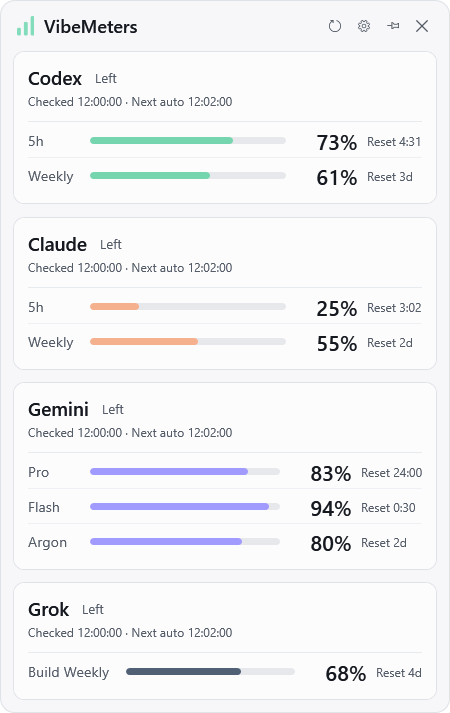 VibeMeters
Codex Left
Checked 12:00:00 · Next auto 12:02:00
5h 73% Reset 4:31
Weekly 61% Reset 3d
Claude Left
Checked 12:00:00 · Next auto 12:02:00
5h 25% Reset 3:02
Weekly 55% Reset 2d
Gemini Left
Checked 12:00:00 · Next auto 12:02:00
Pro 83% Reset 24:00
Flash 94% Reset 0:30
Argon 80% Reset 2d
Grok Left
Checked 12:00:00 · Next auto 12:02:00
Build Weekly 68% Reset 4d